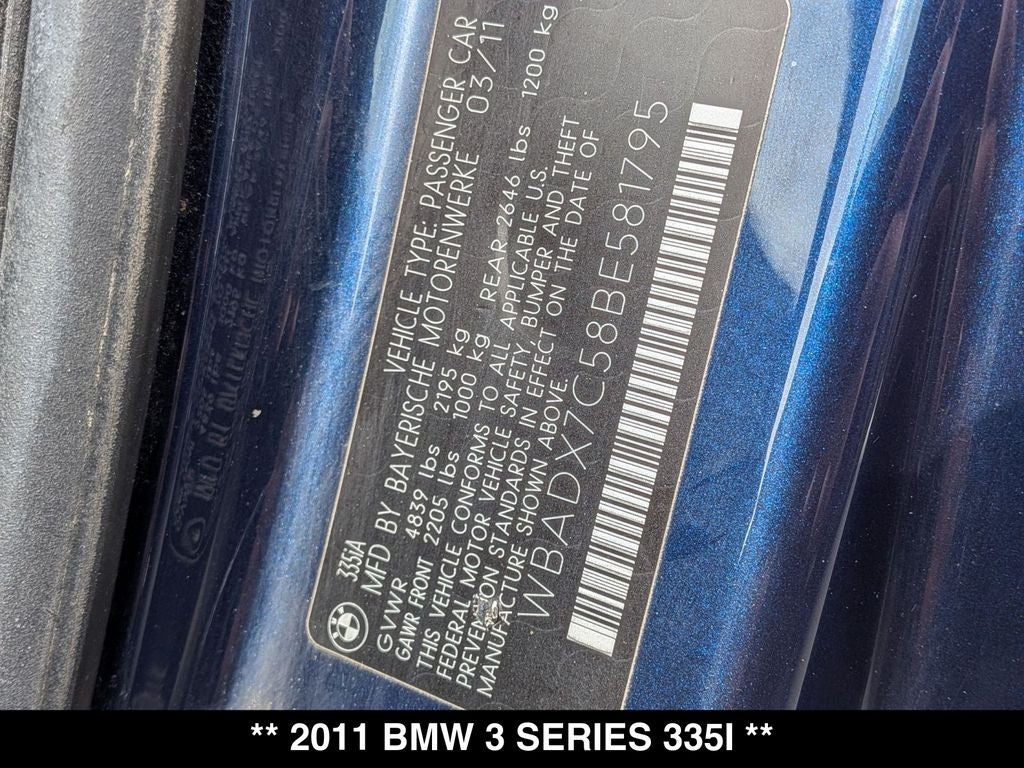 BMW 335iA VEHICLE TYPE: PASSENGER CAR
MFD BY BAYERISCHE MOTORENWERKE 03/11
GVWR 4839 lbs 2195 kg
GAWR FRONT 2205 lbs 1000 kg REAR 2646 lbs 1200 kg
THIS VEHICLE CONFORMS TO ALL APPLICABLE U.S.
FEDERAL MOTOR VEHICLE SAFETY, BUMPER AND THEFT
PREVENTION STANDARDS IN EFFECT ON THE DATE OF
MANUFACTURE SHOWN ABOVE.
WBADX7C58BE581795
** 2011 BMW 3 SERIES 335I **